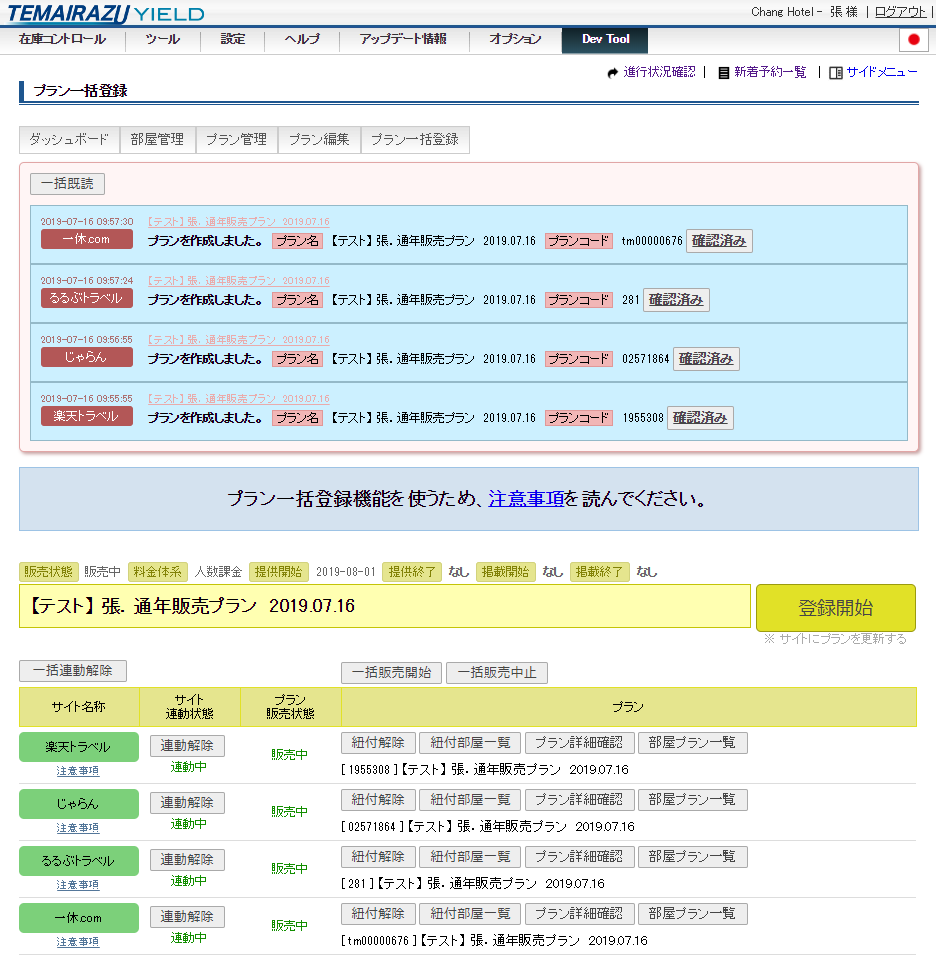 TEMAIRAZU YIELD
Chang Hotel - 張 様 | ログアウト |
在庫コントロール ツール 設定 ヘルプ アップデート情報 オプション Dev Tool
進行状況確認 | 新着予約一覧 | サイドメニュー
プラン一括登録
ダッシュボード 部屋管理 プラン管理 プラン編集 プラン一括登録
一括既読
2019-07-16 09:57:30 【テスト】張．通年販売プラン 2019.07.16
一休.com プランを作成しました。 プラン名 【テスト】張．通年販売プラン 2019.07.16 プランコード tm00000676 確認済み
2019-07-16 09:57:24 【テスト】張．通年販売プラン 2019.07.16
るるぶトラベル プランを作成しました。 プラン名 【テスト】張．通年販売プラン 2019.07.16 プランコード 281 確認済み
2019-07-16 09:56:55 【テスト】張．通年販売プラン 2019.07.16
じゃらん プランを作成しました。 プラン名 【テスト】張．通年販売プラン 2019.07.16 プランコード 02571864 確認済み
2019-07-16 09:55:55 【テスト】張．通年販売プラン 2019.07.16
楽天トラベル プランを作成しました。 プラン名 【テスト】張．通年販売プラン 2019.07.16 プランコード 1955308 確認済み
プラン一括登録機能を使うため、注意事項を読んでください。
販売状態 販売中 料金体系 人数課金 提供開始 2019-08-01 提供終了 なし 掲載開始 なし 掲載終了 なし
【テスト】張．通年販売プラン 2019.07.16 登録開始
※ サイトにプランを更新する
一括連動解除 一括販売開始 一括販売中止
サイト名称 サイト連動状態 プラン販売状態 プラン
楽天トラベル 連動解除 販売中 紐付解除 紐付部屋一覧 プラン詳細確認 部屋プラン一覧
注意事項 連動中 [ 1955308 ]【テスト】張．通年販売プラン 2019.07.16
じゃらん 連動解除 販売中 紐付解除 紐付部屋一覧 プラン詳細確認 部屋プラン一覧
注意事項 連動中 [ 02571864 ]【テスト】張．通年販売プラン 2019.07.16
るるぶトラベル 連動解除 販売中 紐付解除 紐付部屋一覧 プラン詳細確認 部屋プラン一覧
注意事項 連動中 [ 281 ]【テスト】張．通年販売プラン 2019.07.16
一休.com 連動解除 販売中 紐付解除 紐付部屋一覧 プラン詳細確認 部屋プラン一覧
注意事項 連動中 [ tm00000676 ]【テスト】張．通年販売プラン 2019.07.16